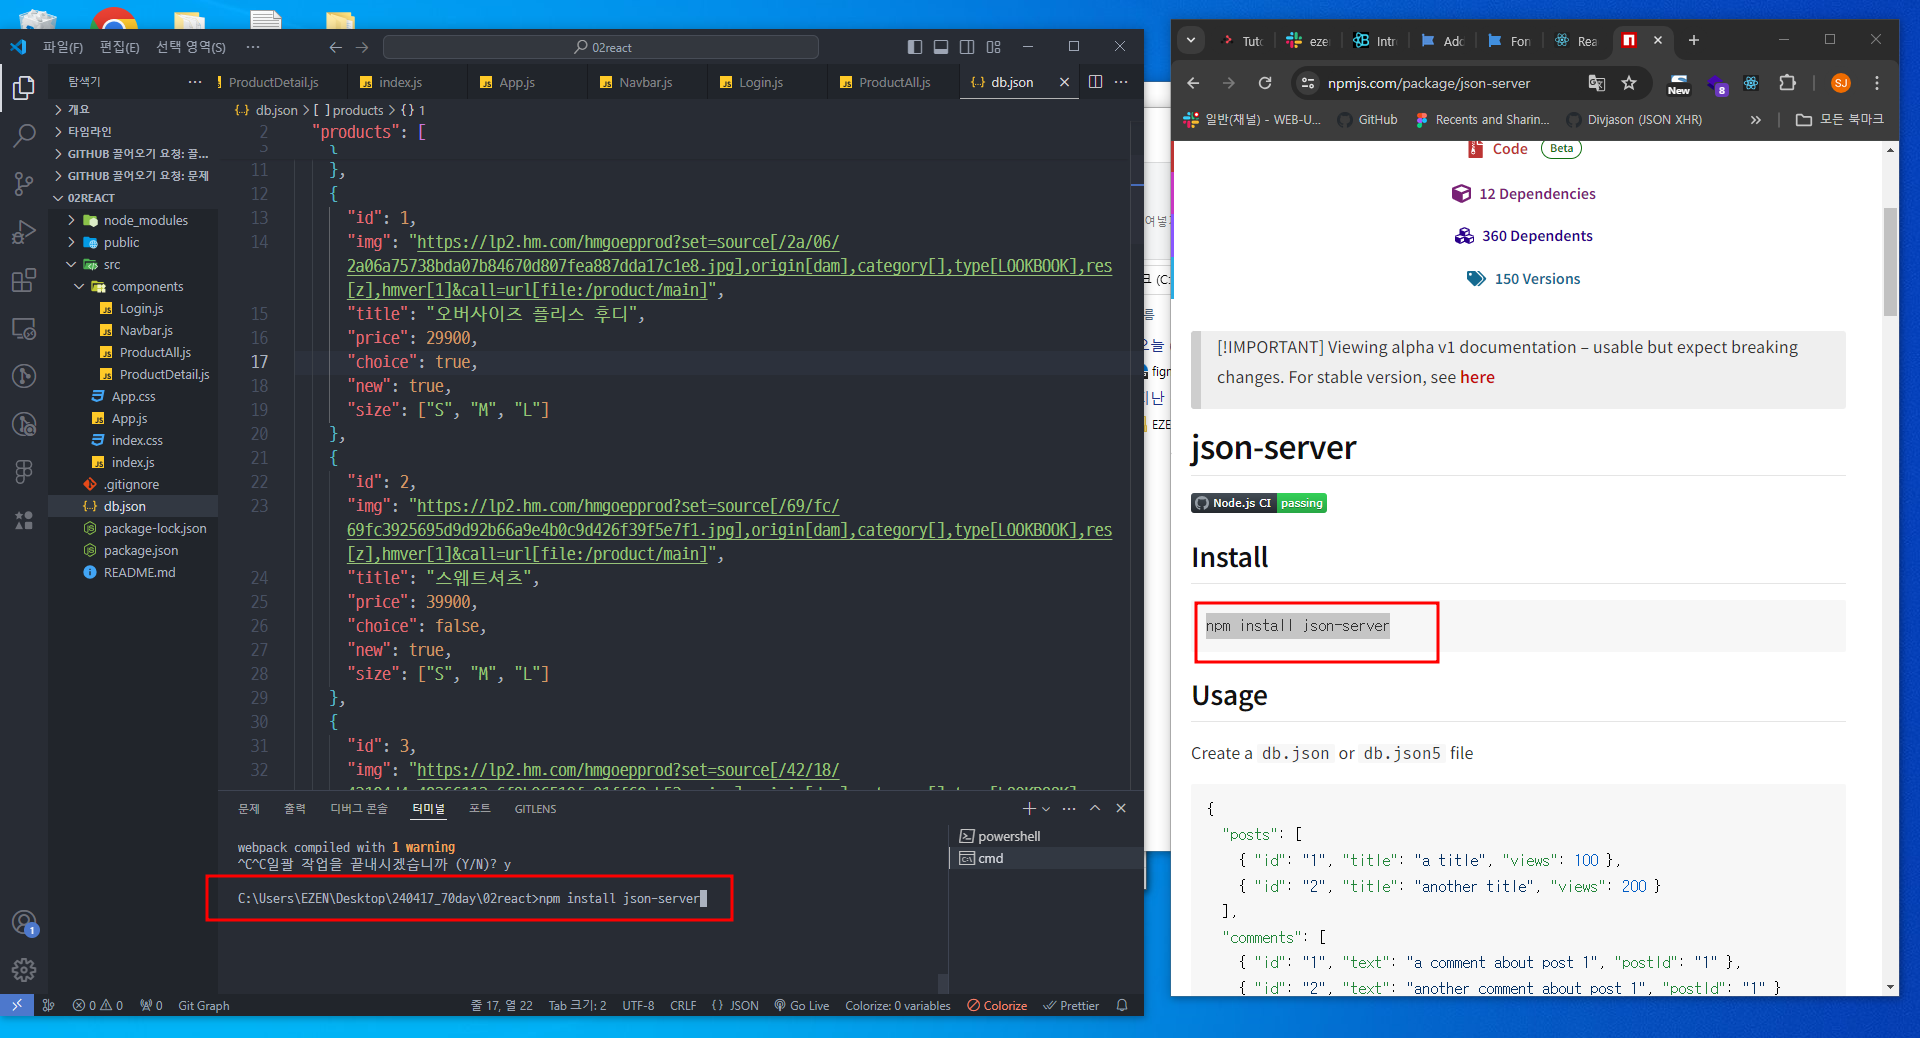 파일(F) 편집(E) 선택 영역(S) ···
02react
탐색기 ···
개요
타임라인
GITHUB 끌어오기 요청: 끌...
GITHUB 끌어오기 요청: 문제
02REACT
node_modules
public
src
components
Login.js
Navbar.js
ProductAll.js
ProductDetail.js
App.css
App.js
index.css
index.js
.gitignore
db.json
package-lock.json
package.json
README.md
ProductDetail.js index.js App.js Navbar.js Login.js ProductAll.js db.json
db.json > [ ] products > {} 1
2 "products": [
3 {
11 },
12 {
13 "id": 1,
14 "img": "https://lp2.hm.com/hmgoepprod?set=source[/2a/06/
2a06a75738bda07b84670d807fea887dda17c1e8.jpg],origin[dam],category[],type[LOOKBOOK],res
[z],hmver[1]&call=url[file:/product/main]",
15 "title": "오버사이즈 플리스 후디",
16 "price": 29900,
17 "choice": true,
18 "new": true,
19 "size": ["S", "M", "L"]
20 },
21 {
22 "id": 2,
23 "img": "https://lp2.hm.com/hmgoepprod?set=source[/69/fc/
69fc3925695d9d92b66a9e4b0c9d426f39f5e7f1.jpg],origin[dam],category[],type[LOOKBOOK],res
[z],hmver[1]&call=url[file:/product/main]",
24 "title": "스웨트셔츠",
25 "price": 39900,
26 "choice": false,
27 "new": true,
28 "size": ["S", "M", "L"]
29 },
30 {
31 "id": 3,
32 "img": "https://lp2.hm.com/hmgoepprod?set=source[/42/18/
문제 출력 디버그 콘솔 터미널 포트 GITLENS
webpack compiled with 1 warning
^C^C일괄 작업을 끝내시겠습니까 (Y/N)? y
C:\Users\EZEN\Desktop\240417_70day\02react>npm install json-server
powershell
cmd
1
0 0 0 Git Graph 줄 17, 열 22 Tab 크기: 2 UTF-8 CRLF {} JSON Go Live Colorize: 0 variables Colorize Prettier
크 (C:
figr
EZE
Tuto ezen Intr Adc Fon Rea
npmjs.com/package/json-server
New 8 SJ
일반(채널) - WEB-U... GitHub Recents and Sharin... Divjason (JSON XHR) » 모든 북마크
Code Beta
12 Dependencies
360 Dependents
150 Versions
[!IMPORTANT] Viewing alpha v1 documentation – usable but expect breaking
changes. For stable version, see here
json-server
Node.js CI passing
Install
npm install json-server
Usage
Create a db.json or db.json5 file
{
"posts": [
{ "id": "1", "title": "a title", "views": 100 },
{ "id": "2", "title": "another title", "views": 200 }
],
"comments": [
{ "id": "1", "text": "a comment about post 1", "postId": "1" },
{ "id": "2", "text": "another comment about post 1", "postId": "1" }